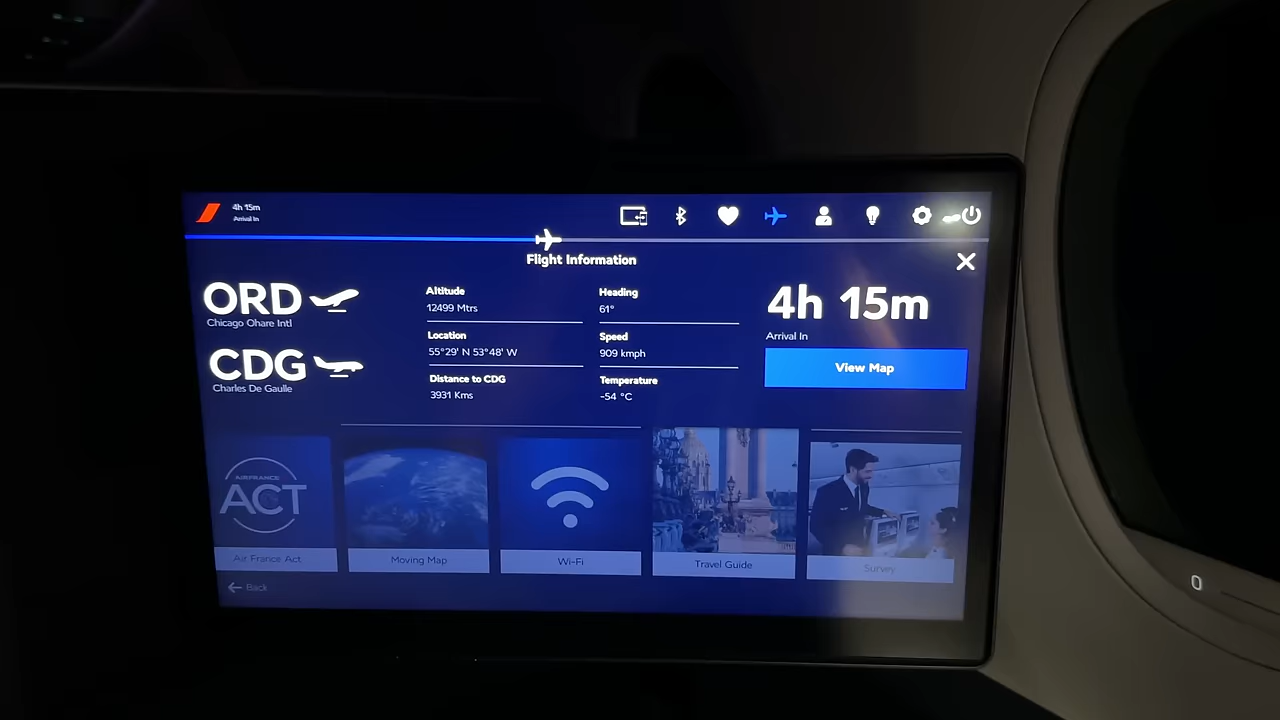 4h 15m
Arrival In
Flight Information
ORD
Chicago Ohare Intl
CDG
Charles De Gaulle
Altitude
12499 Mtrs
Location
55°29' N 53°48' W
Distance to CDG
3931 Kms
Heading
61°
Speed
909 kmph
Temperature
-54 °C
4h 15m
Arrival In
View Map
AIRFRANCE
ACT
Air France Act
Moving Map
Wi-Fi
Travel Guide
Survey
Back
0